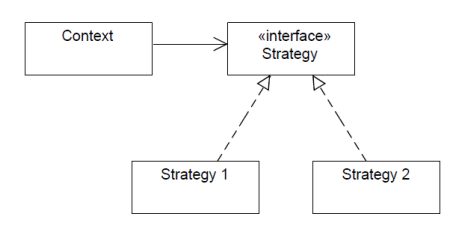 Context
«interface»
Strategy
Strategy 1
Strategy 2